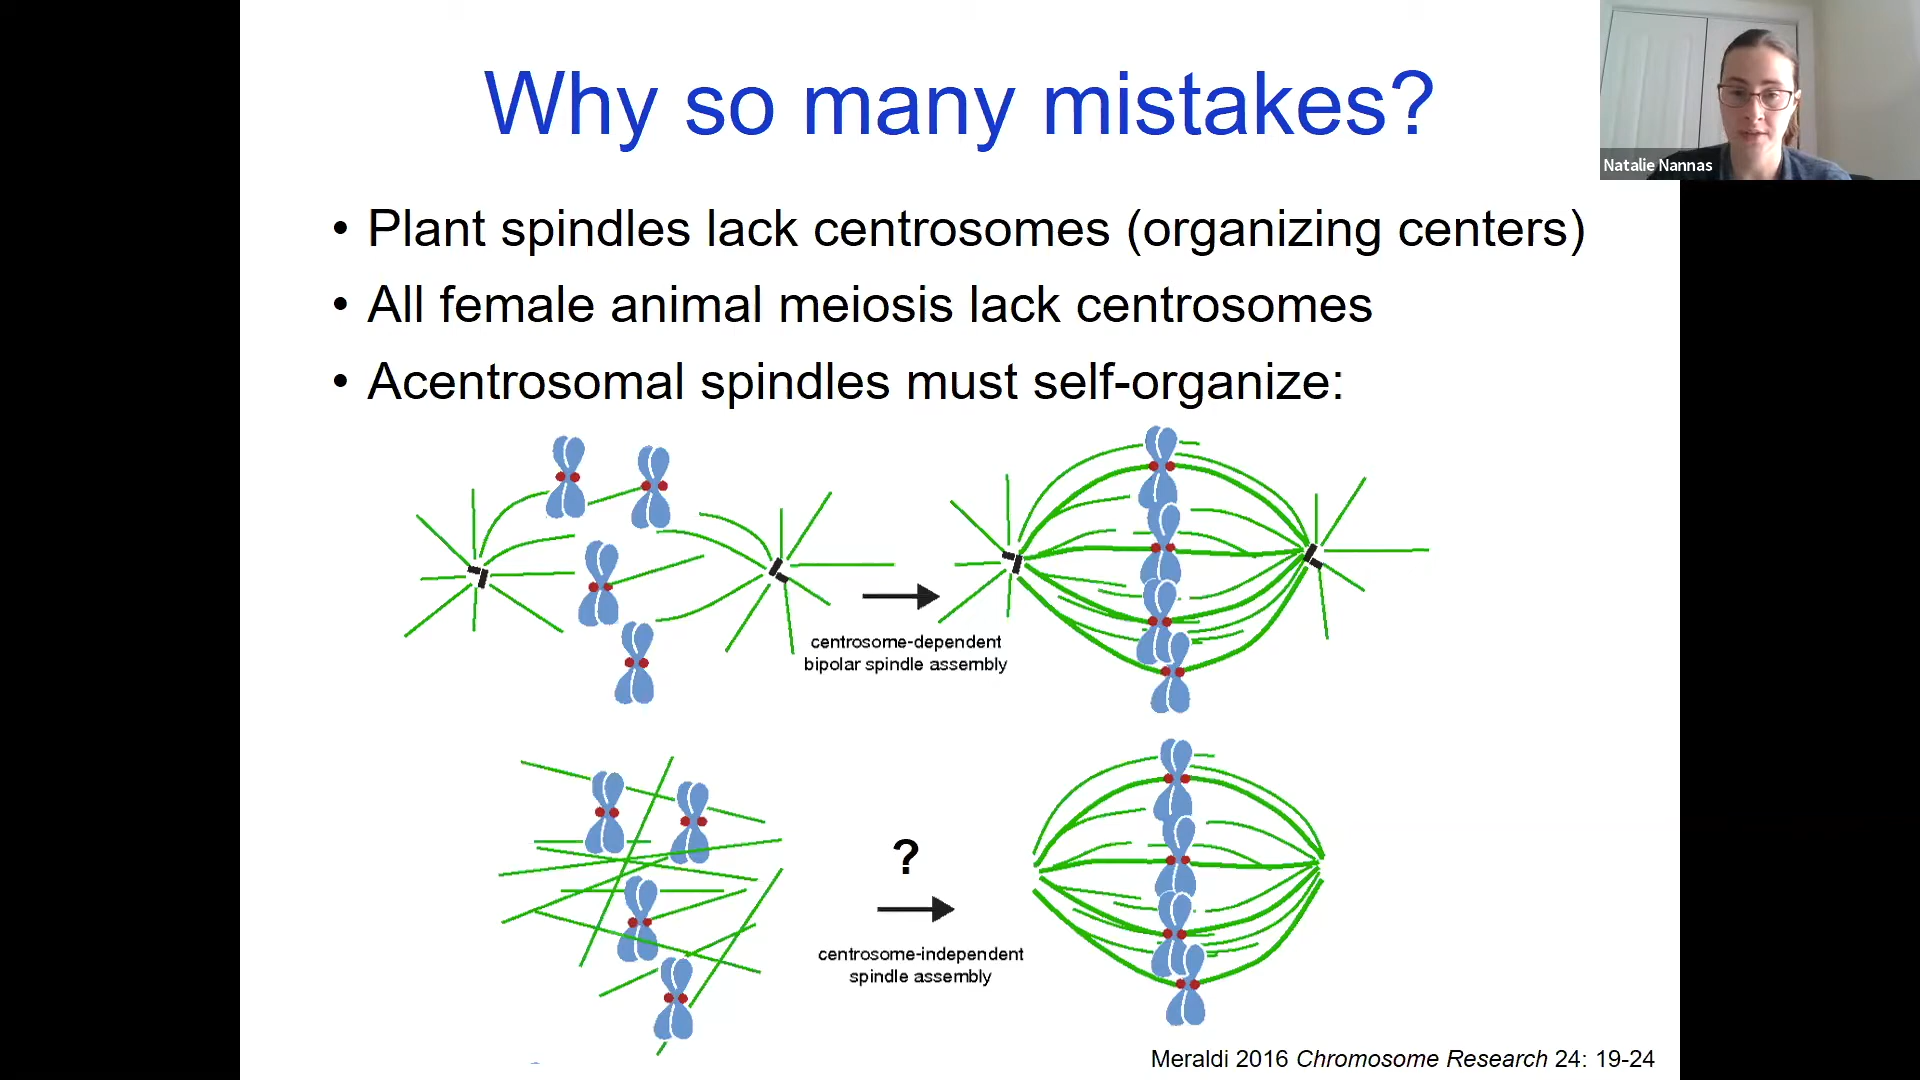 Why so many mistakes?
Natalie Nannas
• Plant spindles lack centrosomes (organizing centers)
• All female animal meiosis lack centrosomes
• Acentrosomal spindles must self-organize:
centrosome-dependent
bipolar spindle assembly
?
centrosome-independent
spindle assembly
Meraldi 2016 Chromosome Research 24: 19-24